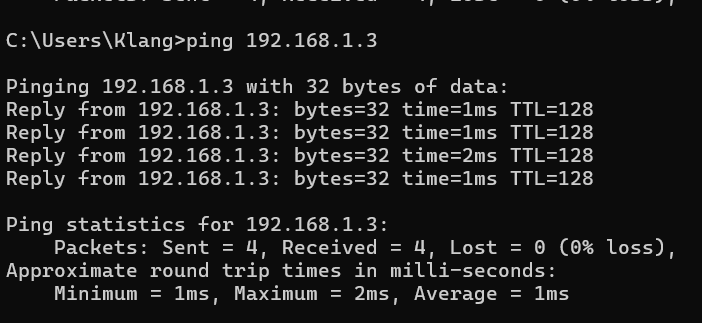 C:\Users\Klang>ping 192.168.1.3
Pinging 192.168.1.3 with 32 bytes of data:
Reply from 192.168.1.3: bytes=32 time=1ms TTL=128
Reply from 192.168.1.3: bytes=32 time=1ms TTL=128
Reply from 192.168.1.3: bytes=32 time=2ms TTL=128
Reply from 192.168.1.3: bytes=32 time=1ms TTL=128
Ping statistics for 192.168.1.3:
    Packets: Sent = 4, Received = 4, Lost = 0 (0% loss),
Approximate round trip times in milli-seconds:
    Minimum = 1ms, Maximum = 2ms, Average = 1ms